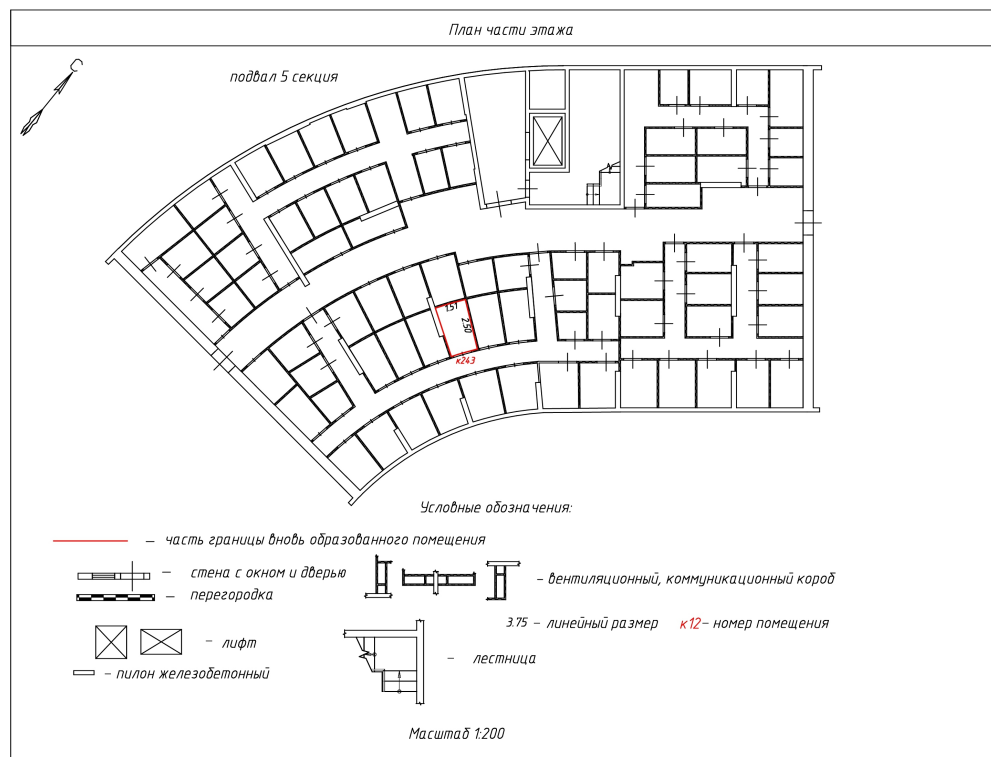 План части этажа
С
подвал 5 секция
1.51
2.50
к243
Условные обозначения:
– часть границы вновь образованного помещения
– стена с окном и дверью
– перегородка
– вентиляционный, коммуникационный короб
3.75 – линейный размер к12 – номер помещения
– лифт
– лестница
– пилон железобетонный
Масштаб 1:200